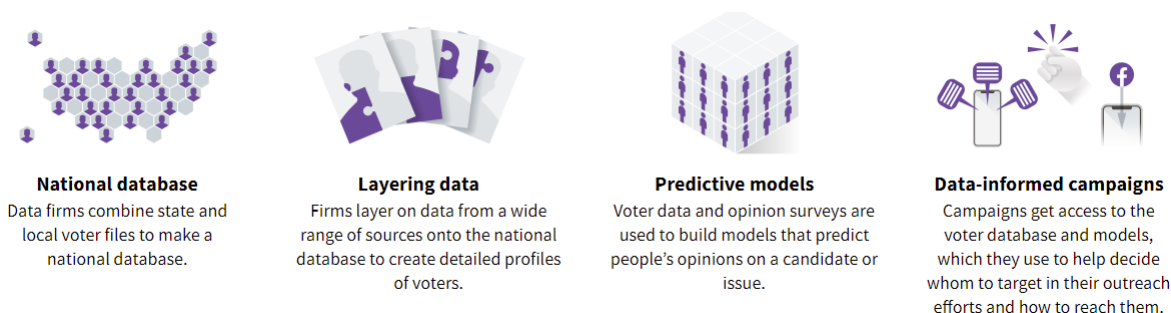 National database
Data firms combine state and
local voter files to make a
national database.
Layering data
Firms layer on data from a wide
range of sources onto the national
database to create detailed profiles
of voters.
Predictive models
Voter data and opinion surveys are
used to build models that predict
people's opinions on a candidate or
issue.
Data-informed campaigns
Campaigns get access to the
voter database and models,
which they use to help decide
whom to target in their outreach
efforts and how to reach them.